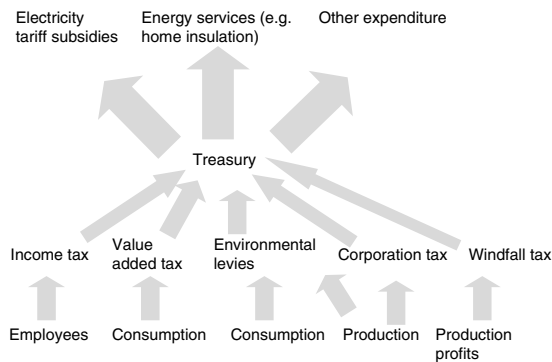 Electricity
tariff subsidies
Energy services (e.g.
home insulation)
Other expenditure
Treasury
Income tax
Value
added tax
Environmental
levies
Corporation tax
Windfall tax
Employees
Consumption
Consumption
Production
Production
profits